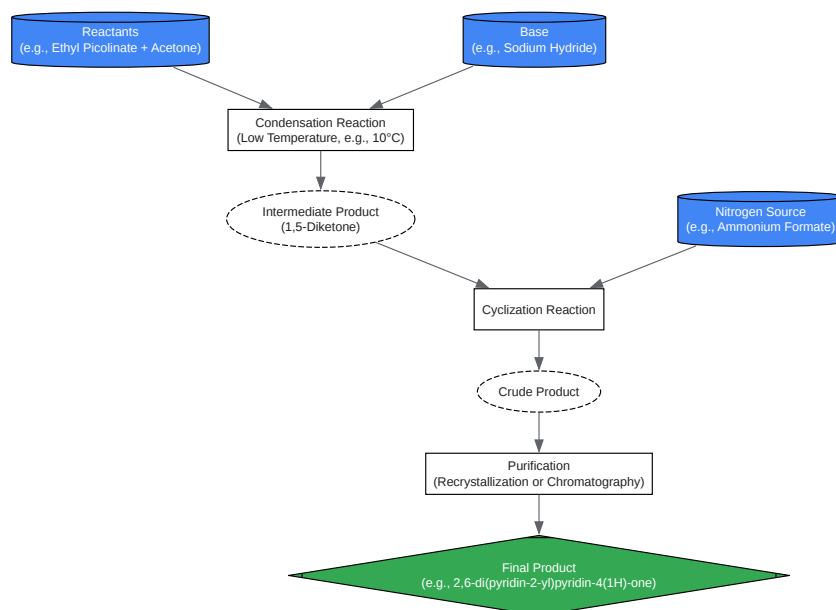 Reactants
(e.g., Ethyl Picolinate + Acetone)
Base
(e.g., Sodium Hydride)
Condensation Reaction
(Low Temperature, e.g., 10°C)
Intermediate Product
(1,5-Diketone)
Nitrogen Source
(e.g., Ammonium Formate)
Cyclization Reaction
Crude Product
Purification
(Recrystallization or Chromatography)
Final Product
(e.g., 2,6-di(pyridin-2-yl)pyridin-4(1H)-one)